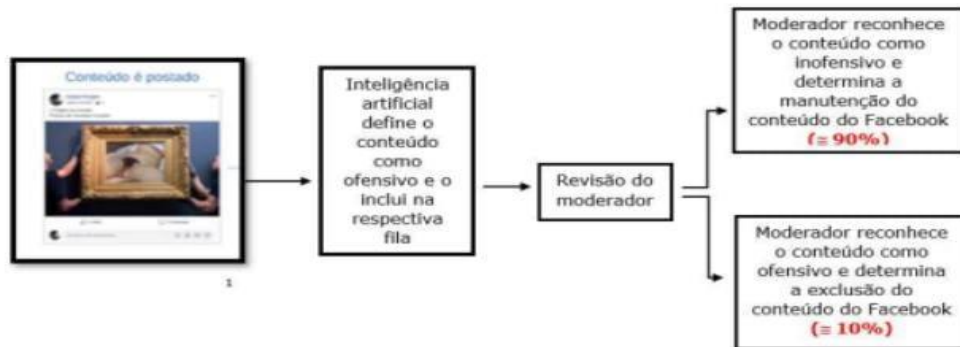 Conteúdo é postado
1
Inteligência
artificial
define o
conteúdo
como
ofensivo e o
inclui na
respectiva
fila
Revisão do
moderador
Moderador reconhece
o conteúdo como
inofensivo e
determina a
manutenção do
conteúdo do Facebook
(≅ 90%)
Moderador reconhece
o conteúdo como
ofensivo e determina
a exclusão do
conteúdo do Facebook
(≅ 10%)